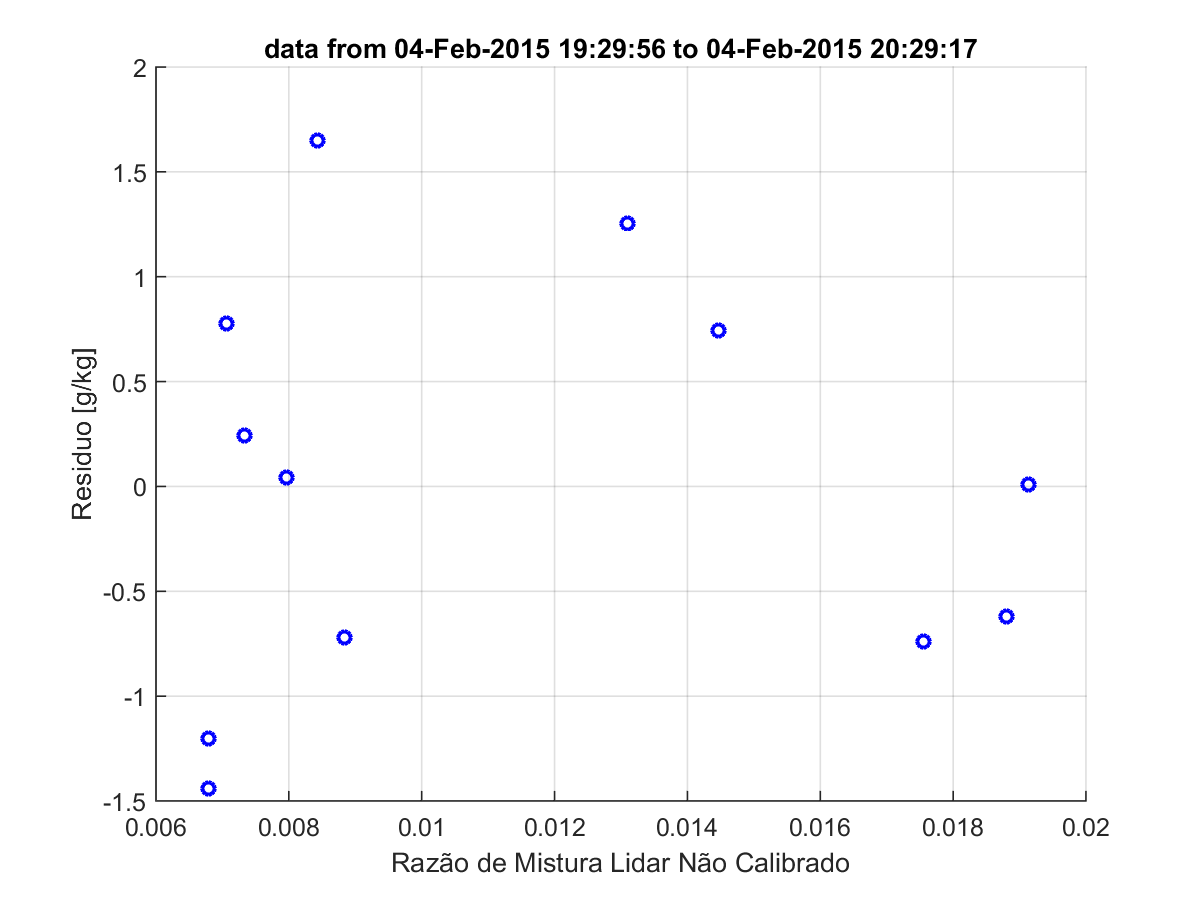 data from 04-Feb-2015 19:29:56 to 04-Feb-2015 20:29:17
2
1.5
1
0.5
0
-0.5
-1
-1.5
Residuo [g/kg]
0.006 0.008 0.01 0.012 0.014 0.016 0.018 0.02
Razão de Mistura Lidar Não Calibrado